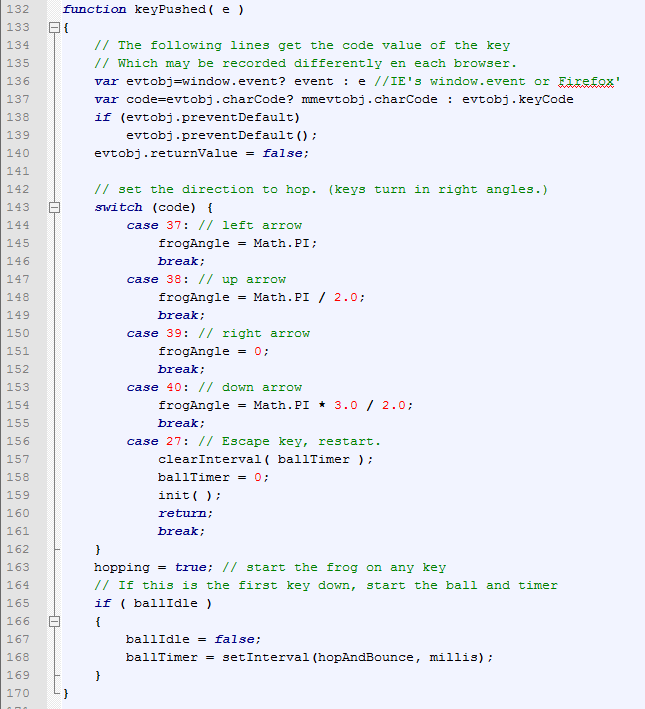 132 function keyPushed( e )
133 {
134 // The following lines get the code value of the key
135 // Which may be recorded differently en each browser.
136 var evtobj=window.event? event : e //IE's window.event or Firefox'
137 var code=evtobj.charCode? mmevtobj.charCode : evtobj.keyCode
138 if (evtobj.preventDefault)
139 evtobj.preventDefault();
140 evtobj.returnValue = false;
141
142 // set the direction to hop. (keys turn in right angles.)
143 switch (code) {
144 case 37: // left arrow
145 frogAngle = Math.PI;
146 break;
147 case 38: // up arrow
148 frogAngle = Math.PI / 2.0;
149 break;
150 case 39: // right arrow
151 frogAngle = 0;
152 break;
153 case 40: // down arrow
154 frogAngle = Math.PI * 3.0 / 2.0;
155 break;
156 case 27: // Escape key, restart.
157 clearInterval( ballTimer );
158 ballTimer = 0;
159 init( );
160 return;
161 break;
162 }
163 hopping = true; // start the frog on any key
164 // If this is the first key down, start the ball and timer
165 if ( ballIdle )
166 {
167 ballIdle = false;
168 ballTimer = setInterval(hopAndBounce, millis);
169 }
170 }